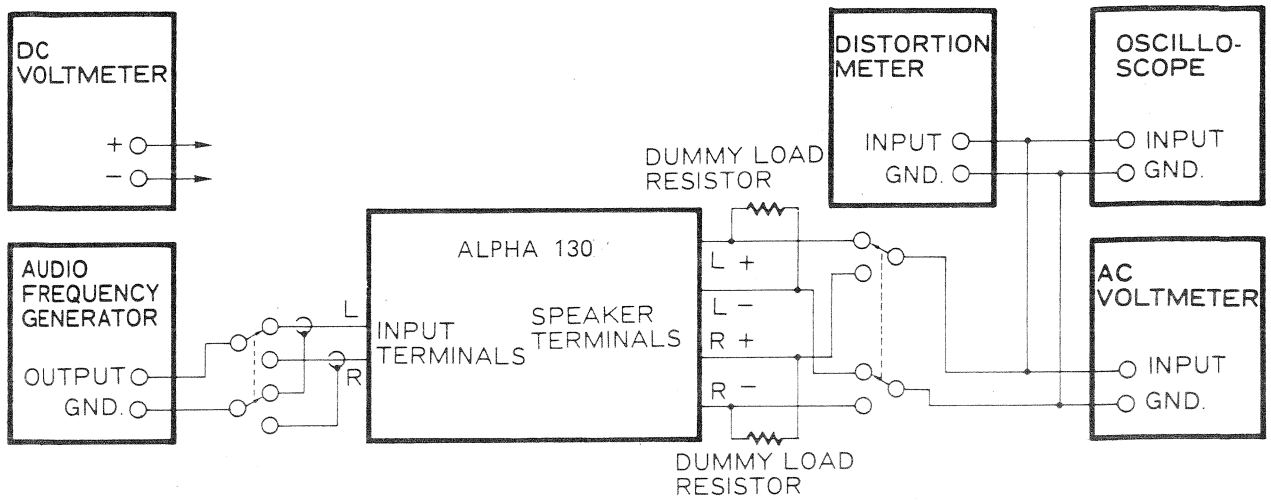 DC
VOLTMETER
+
-
AUDIO
FREQUENCY
GENERATOR
OUTPUT
GND.
L
R
ALPHA 130
INPUT
TERMINALS
SPEAKER
TERMINALS
L +
L -
R +
R -
DUMMY LOAD
RESISTOR
DUMMY LOAD
RESISTOR
DISTORTION
METER
INPUT
GND.
OSCILLO-
SCOPE
INPUT
GND.
AC
VOLTMETER
INPUT
GND.